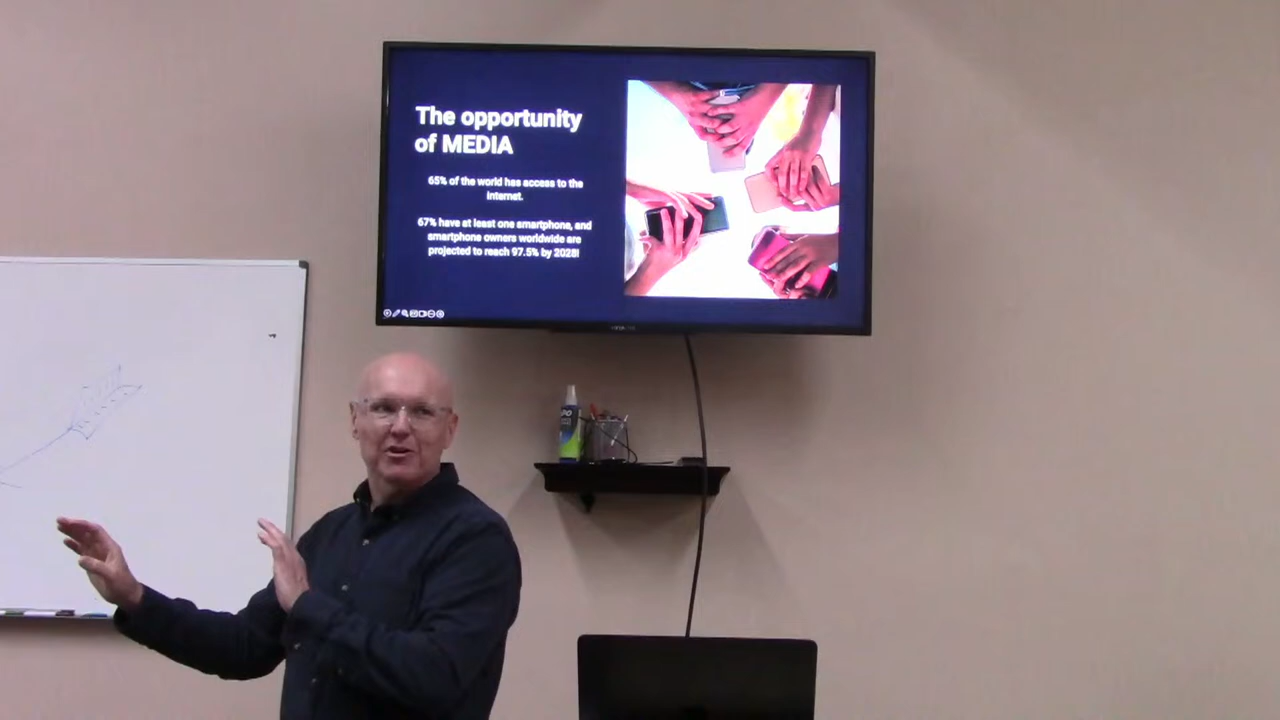 The opportunity
of MEDIA
65% of the world has access to the
internet.
67% have at least one smartphone, and
smartphone owners worldwide are
projected to reach 97.5% by 2028!